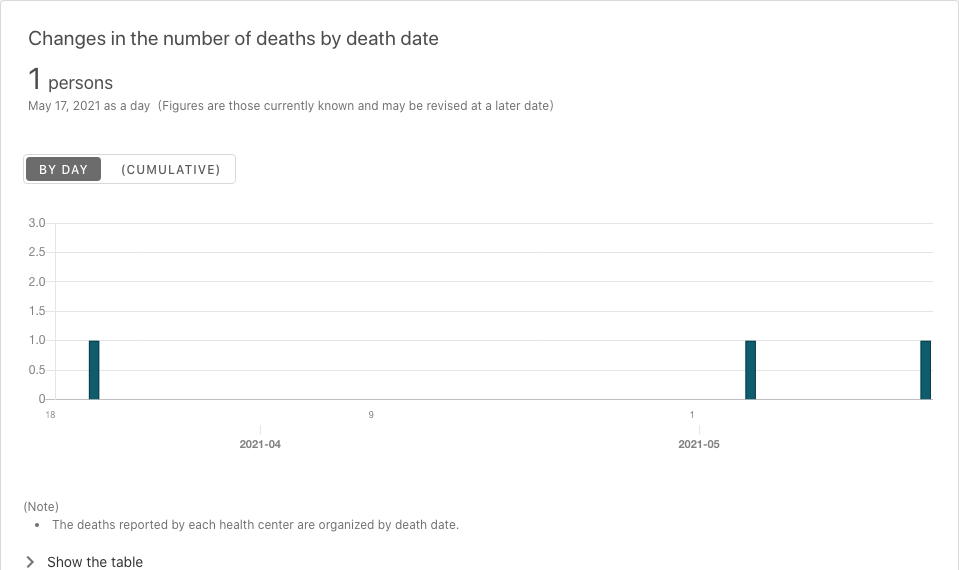 Changes in the number of deaths by death date
1 persons
May 17, 2021 as a day (Figures are those currently known and may be revised at a later date)
BY DAY (CUMULATIVE)
3.0
2.5
2.0
1.5
1.0
0.5
0
18 9 1
2021-04 2021-05
(Note)
• The deaths reported by each health center are organized by death date.
Show the table